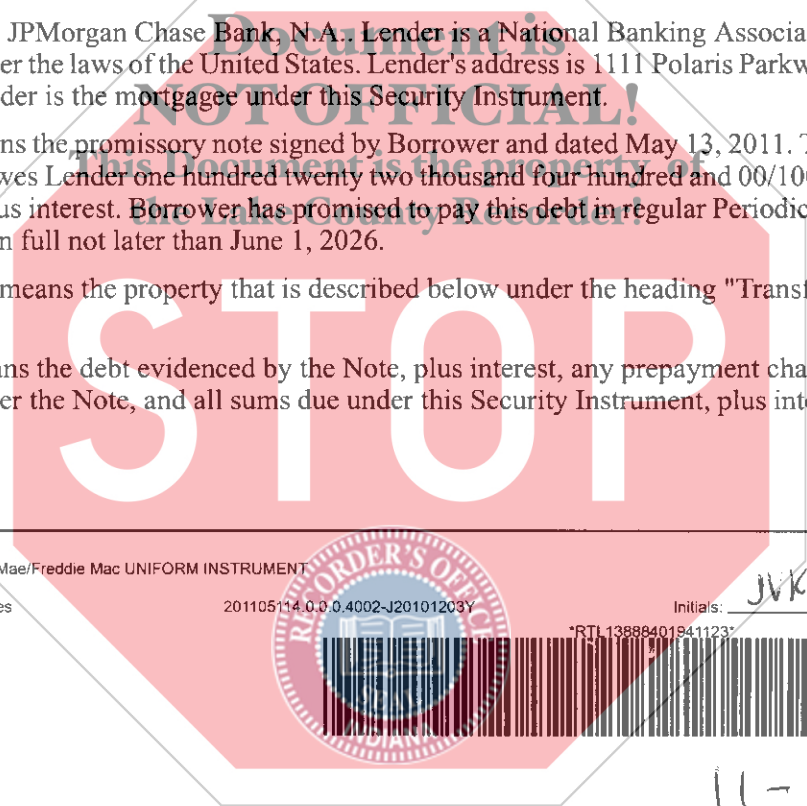 JPMorgan Chase Bank, N.A.. Lender is a National Banking Associa
er the laws of the United States. Lender's address is 1111 Polaris Parkw
der is the mortgagee under this Security Instrument.
Document is
NOT OFFICIAL!
This Document is the property of
the Lake County Recorder!
ns the promissory note signed by Borrower and dated May 13, 2011. T
wes Lender one hundred twenty two thousand four hundred and 00/100
us interest. Borrower has promised to pay this debt in regular Periodic
n full not later than June 1, 2026.
means the property that is described below under the heading "Transf
STOP
ns the debt evidenced by the Note, plus interest, any prepayment cha
er the Note, and all sums due under this Security Instrument, plus inte
Mae/Freddie Mac UNIFORM INSTRUMENT
es
201105114.0.0.0.4002-J20101203Y
Initials: JVK
*RTL13888401941123*
RECORDER'S OFFICE
SEAL
INDIANA
11-